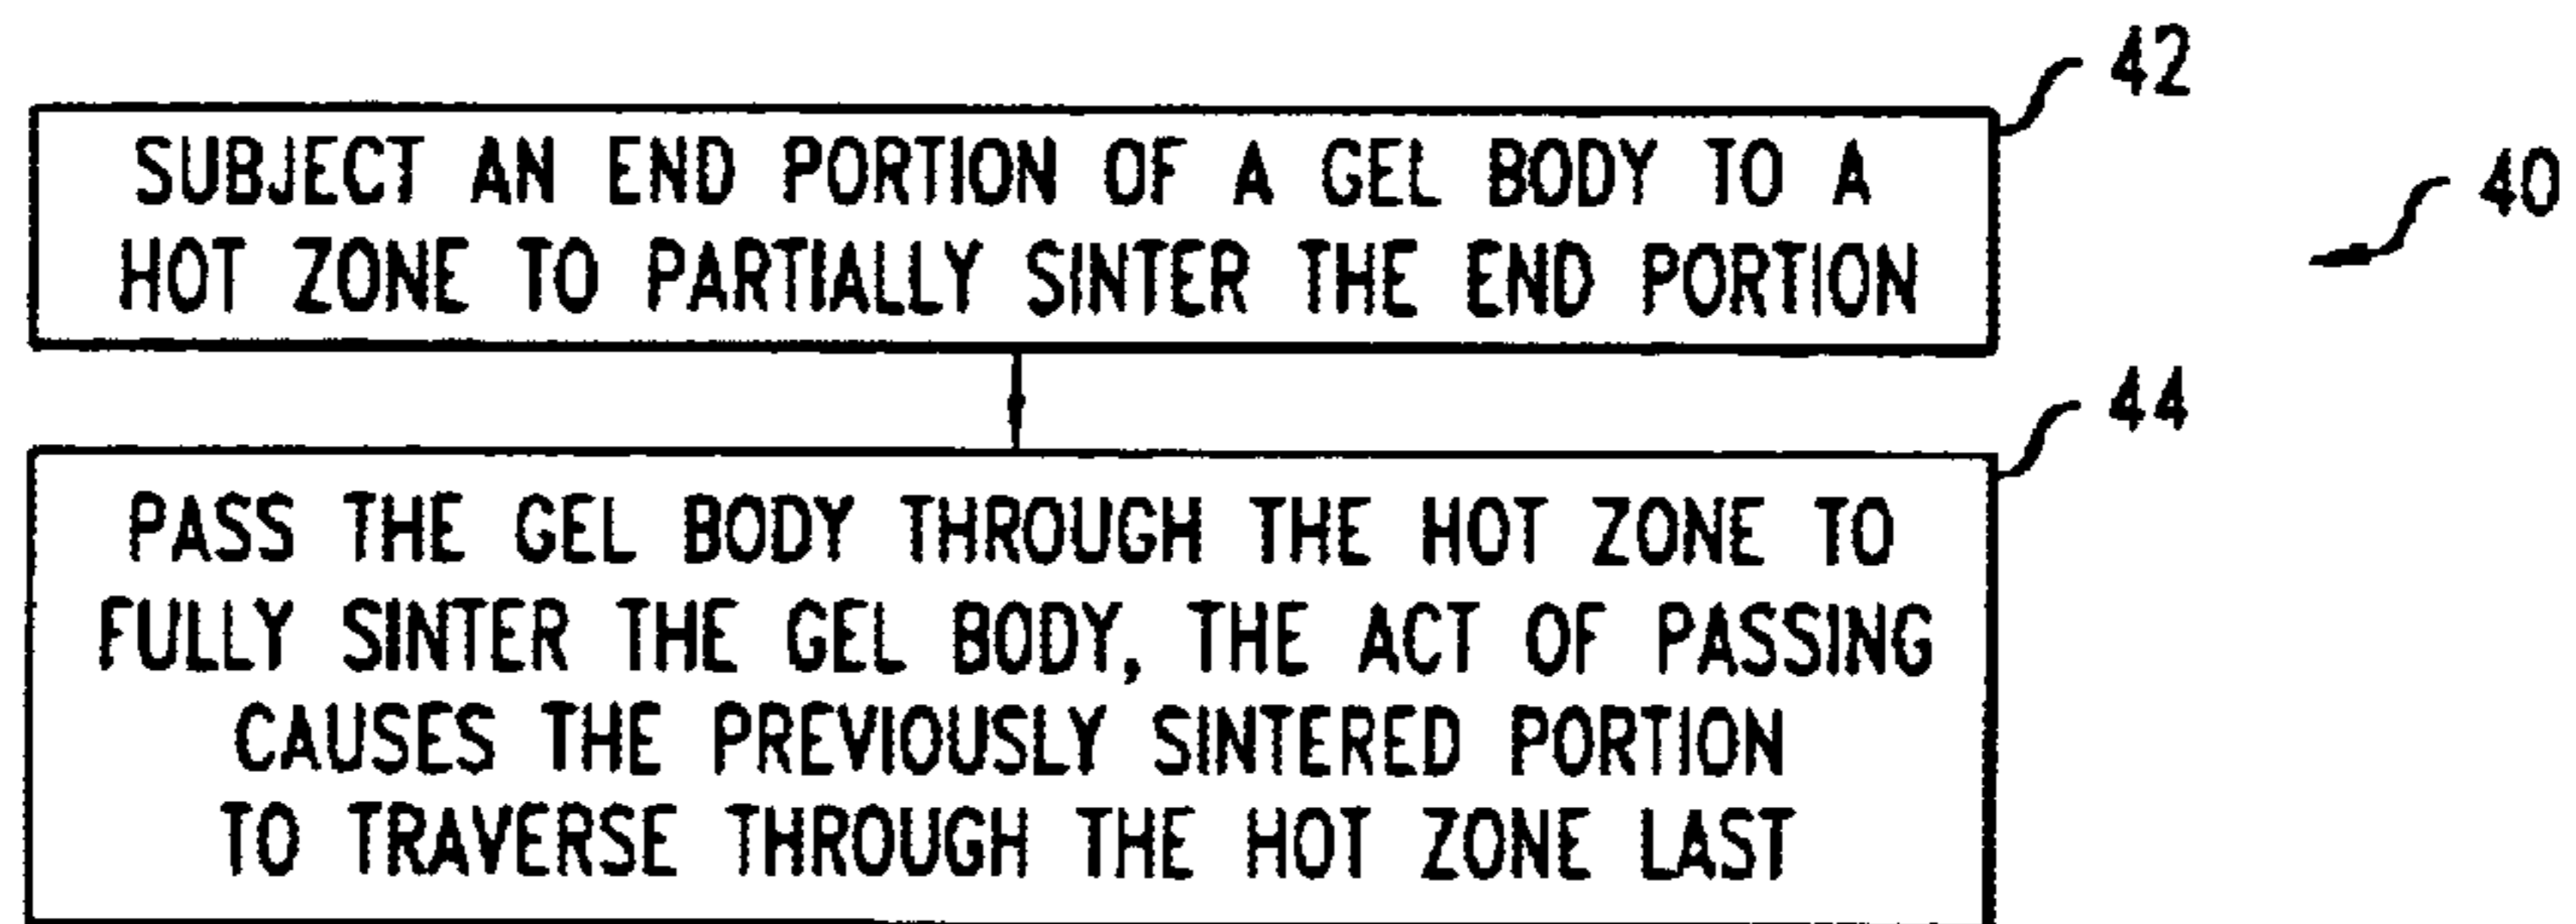 42
SUBJECT AN END PORTION OF A GEL BODY TO A
HOT ZONE TO PARTIALLY SINTER THE END PORTION
40
44
PASS THE GEL BODY THROUGH THE HOT ZONE TO
FULLY SINTER THE GEL BODY, THE ACT OF PASSING
CAUSES THE PREVIOUSLY SINTERED PORTION
TO TRAVERSE THROUGH THE HOT ZONE LAST